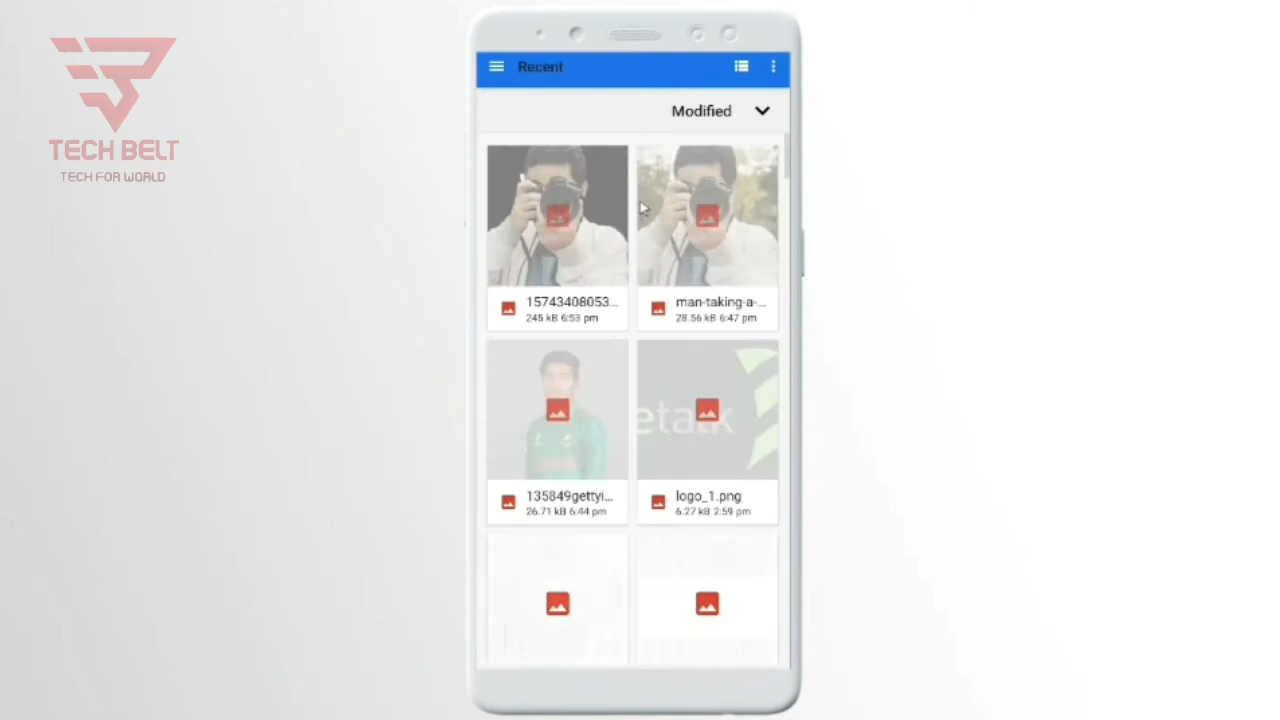 TECH BELT
TECH FOR WORLD
Recent
Modified
15743408053...
245 kB 6:53 pm
man-taking-a-...
28.56 kB 6:47 pm
etalk
135849gettyi...
26.71 kB 6:44 pm
logo_1.png
6.27 kB 2:59 pm